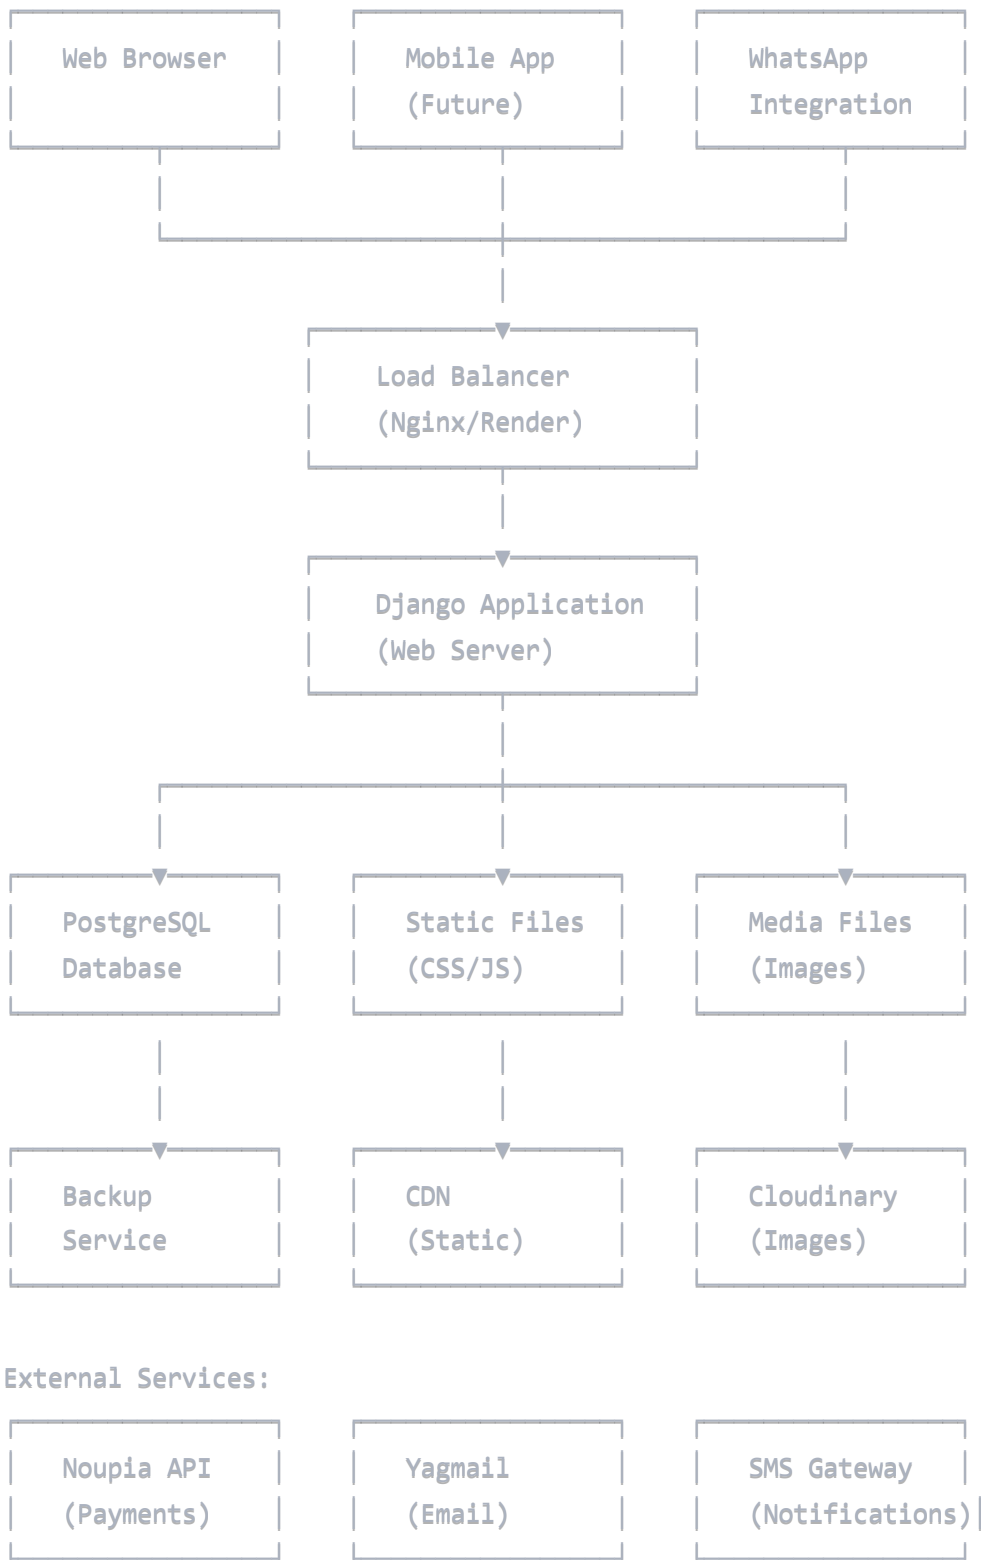 Web Browser
Mobile App
(Future)
WhatsApp
Integration
Load Balancer
(Nginx/Render)
Django Application
(Web Server)
PostgreSQL
Database
Static Files
(CSS/JS)
Media Files
(Images)
Backup
Service
CDN
(Static)
Cloudinary
(Images)
External Services:
Noupia API
(Payments)
Yagmail
(Email)
SMS Gateway
(Notifications)